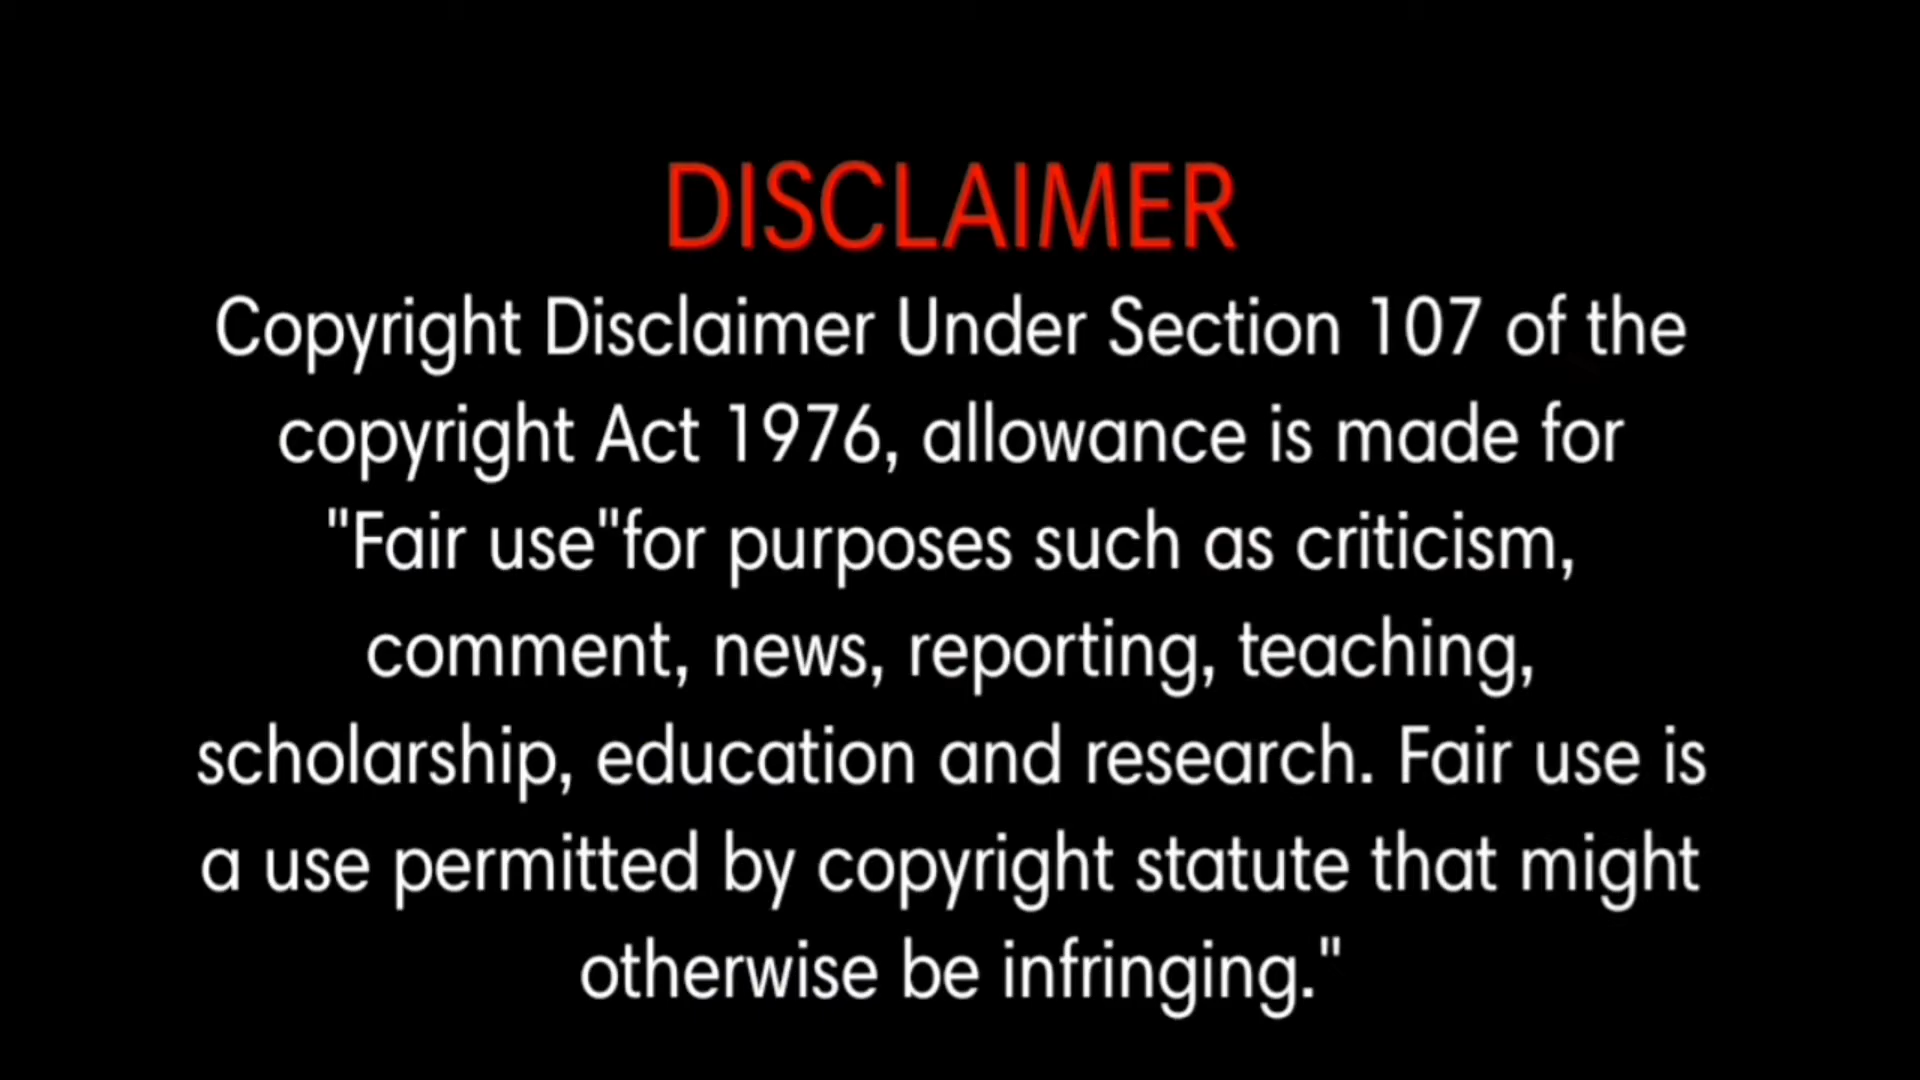 DISCLAIMER
Copyright Disclaimer Under Section 107 of the
copyright Act 1976, allowance is made for
"Fair use"for purposes such as criticism,
comment, news, reporting, teaching,
scholarship, education and research. Fair use is
a use permitted by copyright statute that might
otherwise be infringing."